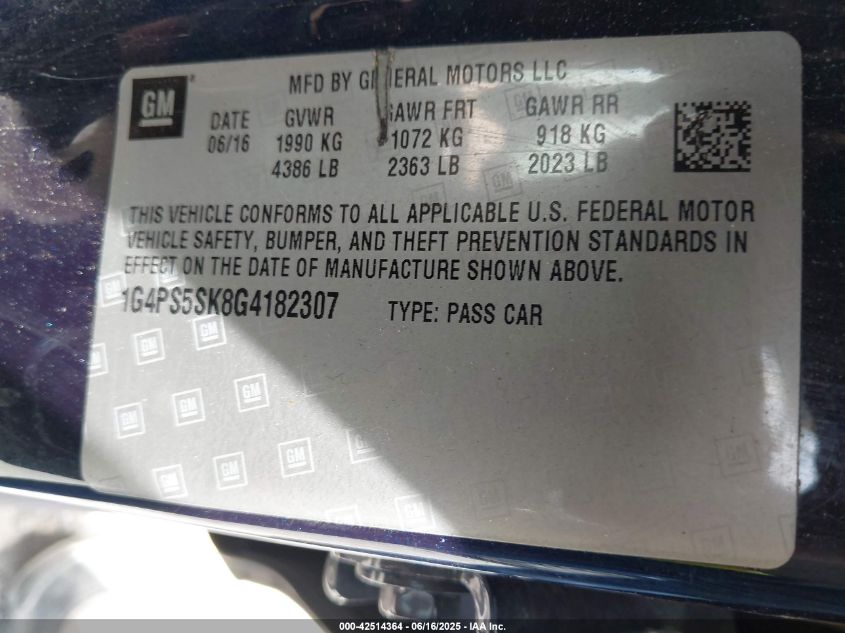 GM
MFD BY GENERAL MOTORS LLC
DATE GVWR GAWR FRT GAWR RR
06/16 1990 KG 1072 KG 918 KG
4386 LB 2363 LB 2023 LB
THIS VEHICLE CONFORMS TO ALL APPLICABLE U.S. FEDERAL MOTOR
VEHICLE SAFETY, BUMPER, AND THEFT PREVENTION STANDARDS IN
EFFECT ON THE DATE OF MANUFACTURE SHOWN ABOVE.
1G4PS5SK8G4182307 TYPE: PASS CAR
000-42514364 - 06/16/2025 - IAA Inc.